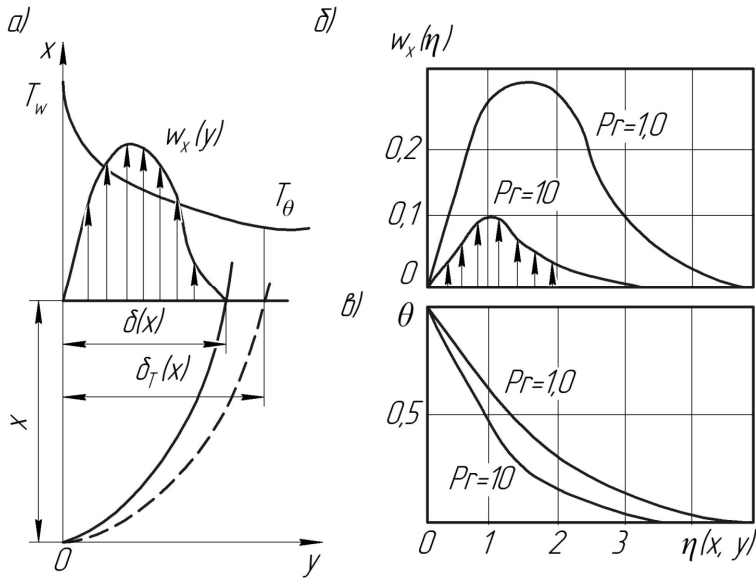 а)
x
T_w
w_x(y)
T_θ
δ(x)
δ_T(x)
x
0
y
б)
w_x(η)
Pr=1,0
0,2
Pr=10
0,1
0
в)
θ
Pr=1,0
0,5
Pr=10
0 1 2 3 η(x, y)